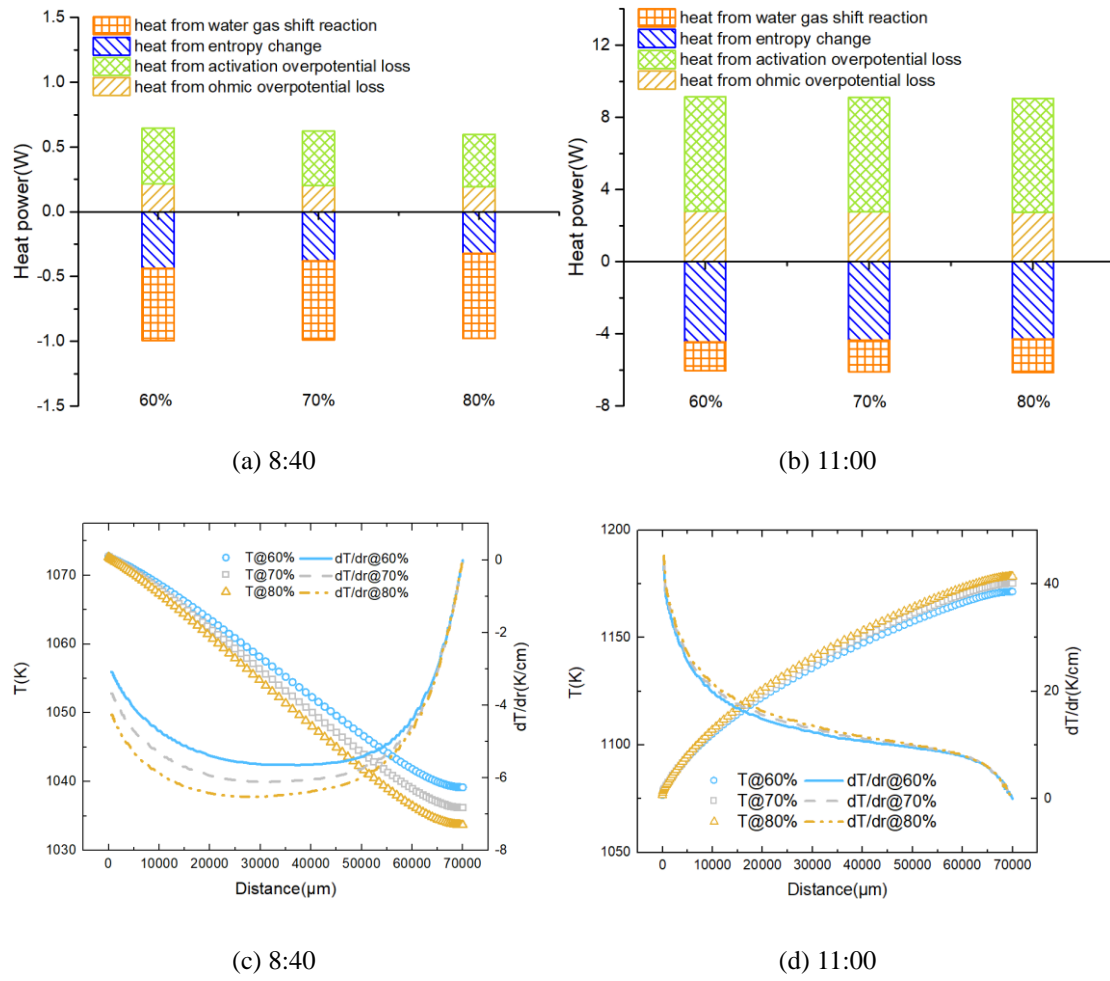 1.5
1.0
0.5
0.0
-0.5
-1.0
-1.5
Heat power(W)
heat from water gas shift reaction
heat from entropy change
heat from activation overpotential loss
heat from ohmic overpotential loss
60%
70%
80%
(a) 8:40
12
8
4
0
-4
-8
Heat power(W)
heat from water gas shift reaction
heat from entropy change
heat from activation overpotential loss
heat from ohmic overpotential loss
60%
70%
80%
(b) 11:00
1070
1060
1050
1040
1030
T(K)
T@60% dT/dr@60%
T@70% dT/dr@70%
T@80% dT/dr@80%
0
-2
-4
-6
-8
dT/dr(K/cm)
0 10000 20000 30000 40000 50000 60000 70000
Distance(μm)
(c) 8:40
1200
1150
1100
1050
T(K)
T@60% dT/dr@60%
T@70% dT/dr@70%
T@80% dT/dr@80%
40
20
0
dT/dr(K/cm)
0 10000 20000 30000 40000 50000 60000 70000
Distance(μm)
(d) 11:00